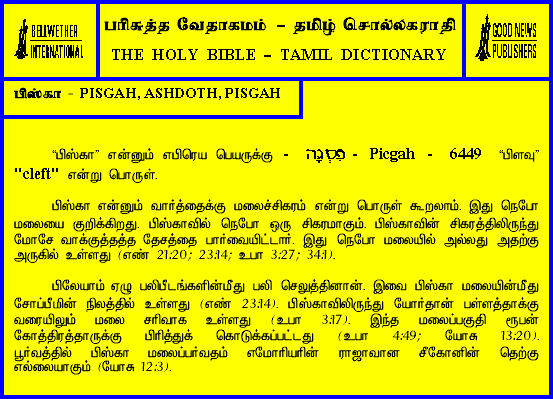 BELLWETHER
INTERNATIONAL
பரிசுத்த வேதாகமம் – தமிழ் சொல்லகராதி
THE HOLY BIBLE – TAMIL DICTIONARY
GOOD NEWS
PUBLISHERS
பிஸ்கா - PISGAH, ASHDOTH, PISGAH
“பிஸ்கா” என்னும் எபிரெய பெயருக்கு - פִּסְגָּה - Picgah - 6449 “பிளவு”
"cleft" என்று பொருள்.
பிஸ்கா என்னும் வார்த்தைக்கு மலைச்சிகரம் என்று பொருள் கூறலாம். இது நெபோ
மலையை குறிக்கிறது. பிஸ்காவில் நெபோ ஒரு சிகரமாகும். பிஸ்காவின் சிகரத்திலிருந்து
மோசே வாக்குத்தத்த தேசத்தை பார்வையிட்டார். இது நெபோ மலையில் அல்லது அதற்கு
அருகில் உள்ளது (எண் 21:20; 23:14; உபா 3:27; 34:1).
பிலேயாம் ஏழு பலிபீடங்களின்மீது பலி செலுத்தினான். இவை பிஸ்கா மலையின்மீது
சோப்பீமின் நிலத்தில் உள்ளது (எண் 23:14). பிஸ்காவிலிருந்து யோர்தான் பள்ளத்தாக்கு
வரையிலும் மலை சரிவாக உள்ளது (உபா 3:17). இந்த மலைப்பகுதி ரூபன்
கோத்திரத்தாருக்கு பிரித்துக் கொடுக்கப்பட்டது (உபா 4:49; யோசு 13:20).
பூர்வத்தில் பிஸ்கா மலைப்பர்வதம் எமோரியரின் ராஜாவான சீகோனின் தெற்கு
எல்லையாகும் (யோசு 12:3).